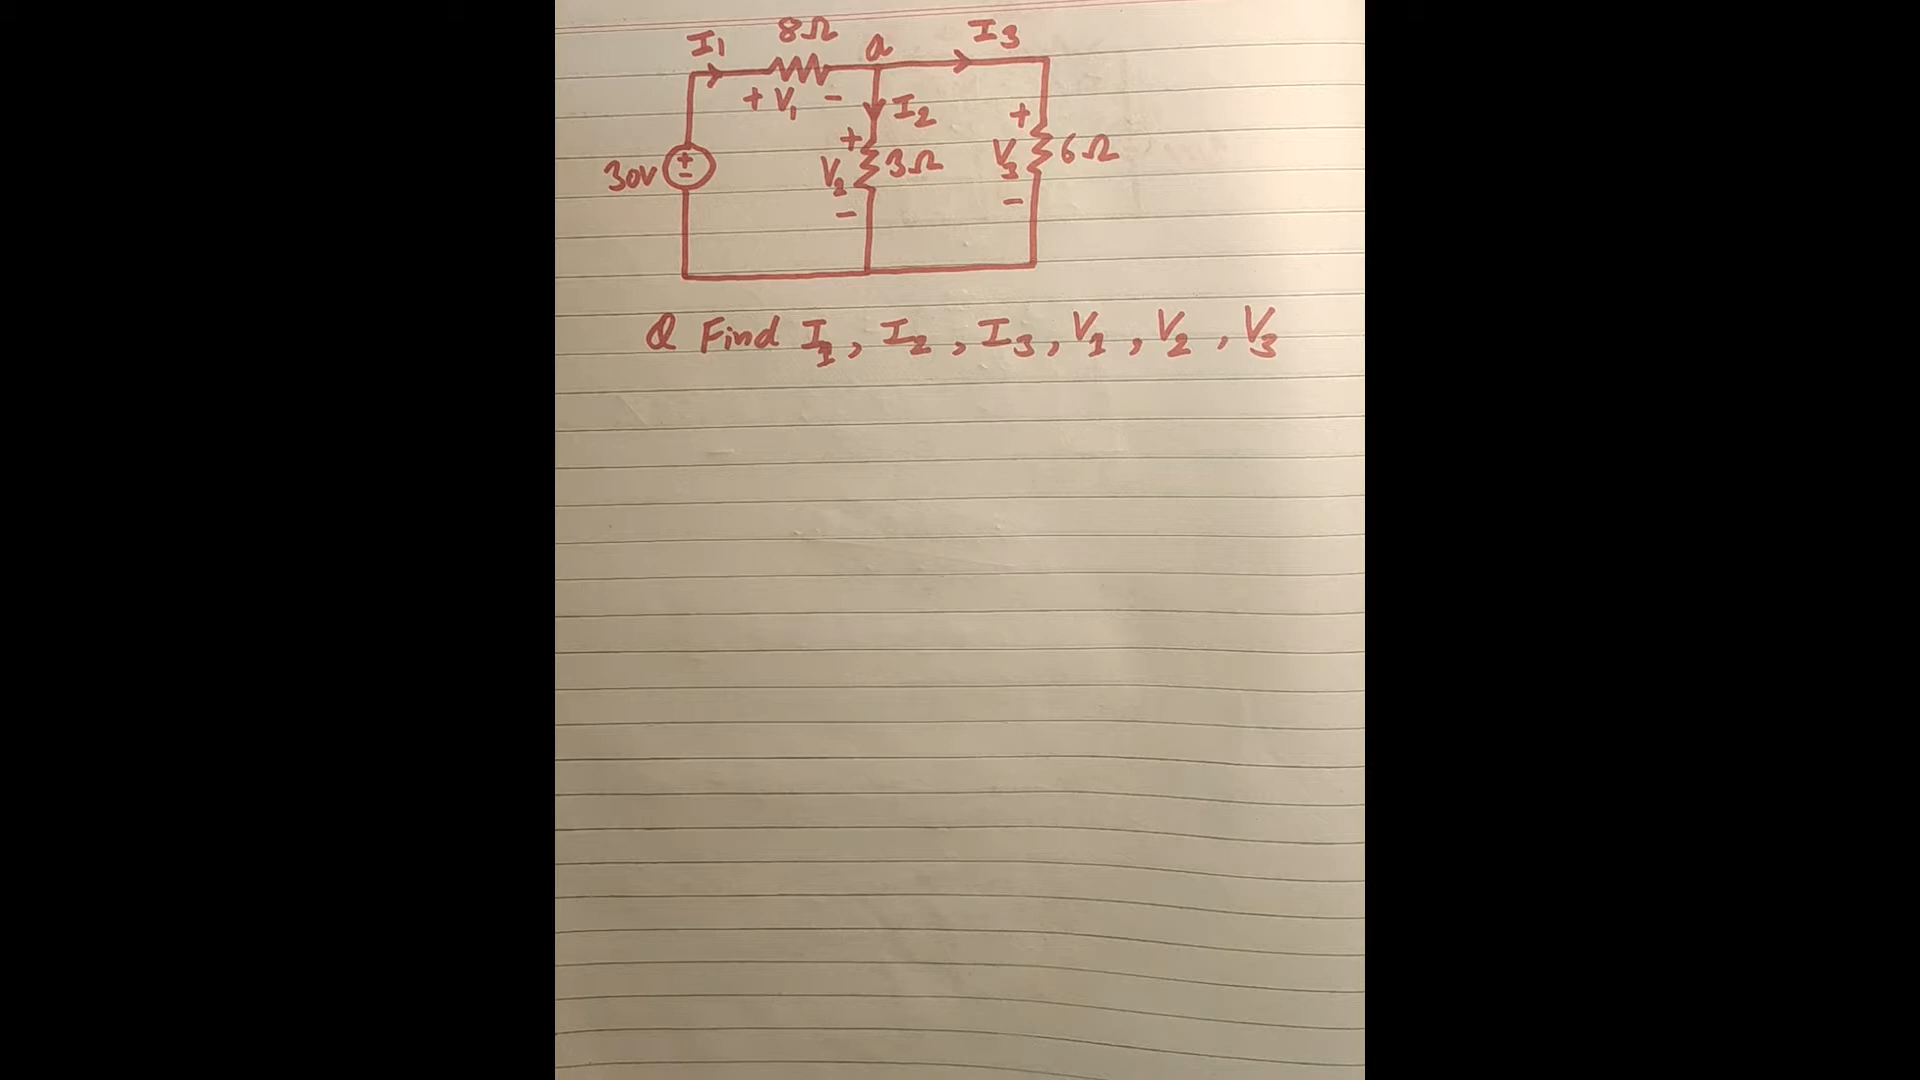 I1 8Ω a I3
+ V1 - I2
30V + - + V2 - 3Ω + V3 - 6Ω
Q Find I1, I2, I3, V1, V2, V3